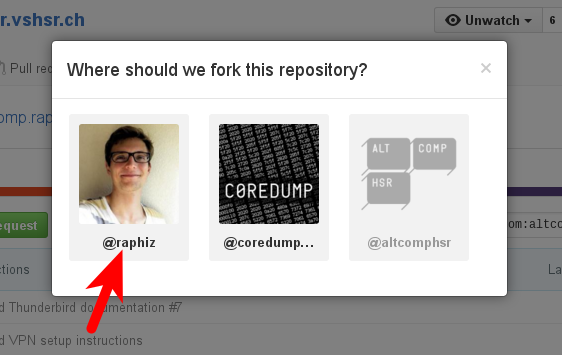 r.vshsr.ch
Unwatch
6
Pull rec
Where should we fork this repository?
×
omp.rap
ALT COMP
HSR
C0REDUMP
@raphiz
@coredump...
@altcomphsr
equest
om:altco
ctions
La
d Thunderbird documentation #7
d VPN setup instructions